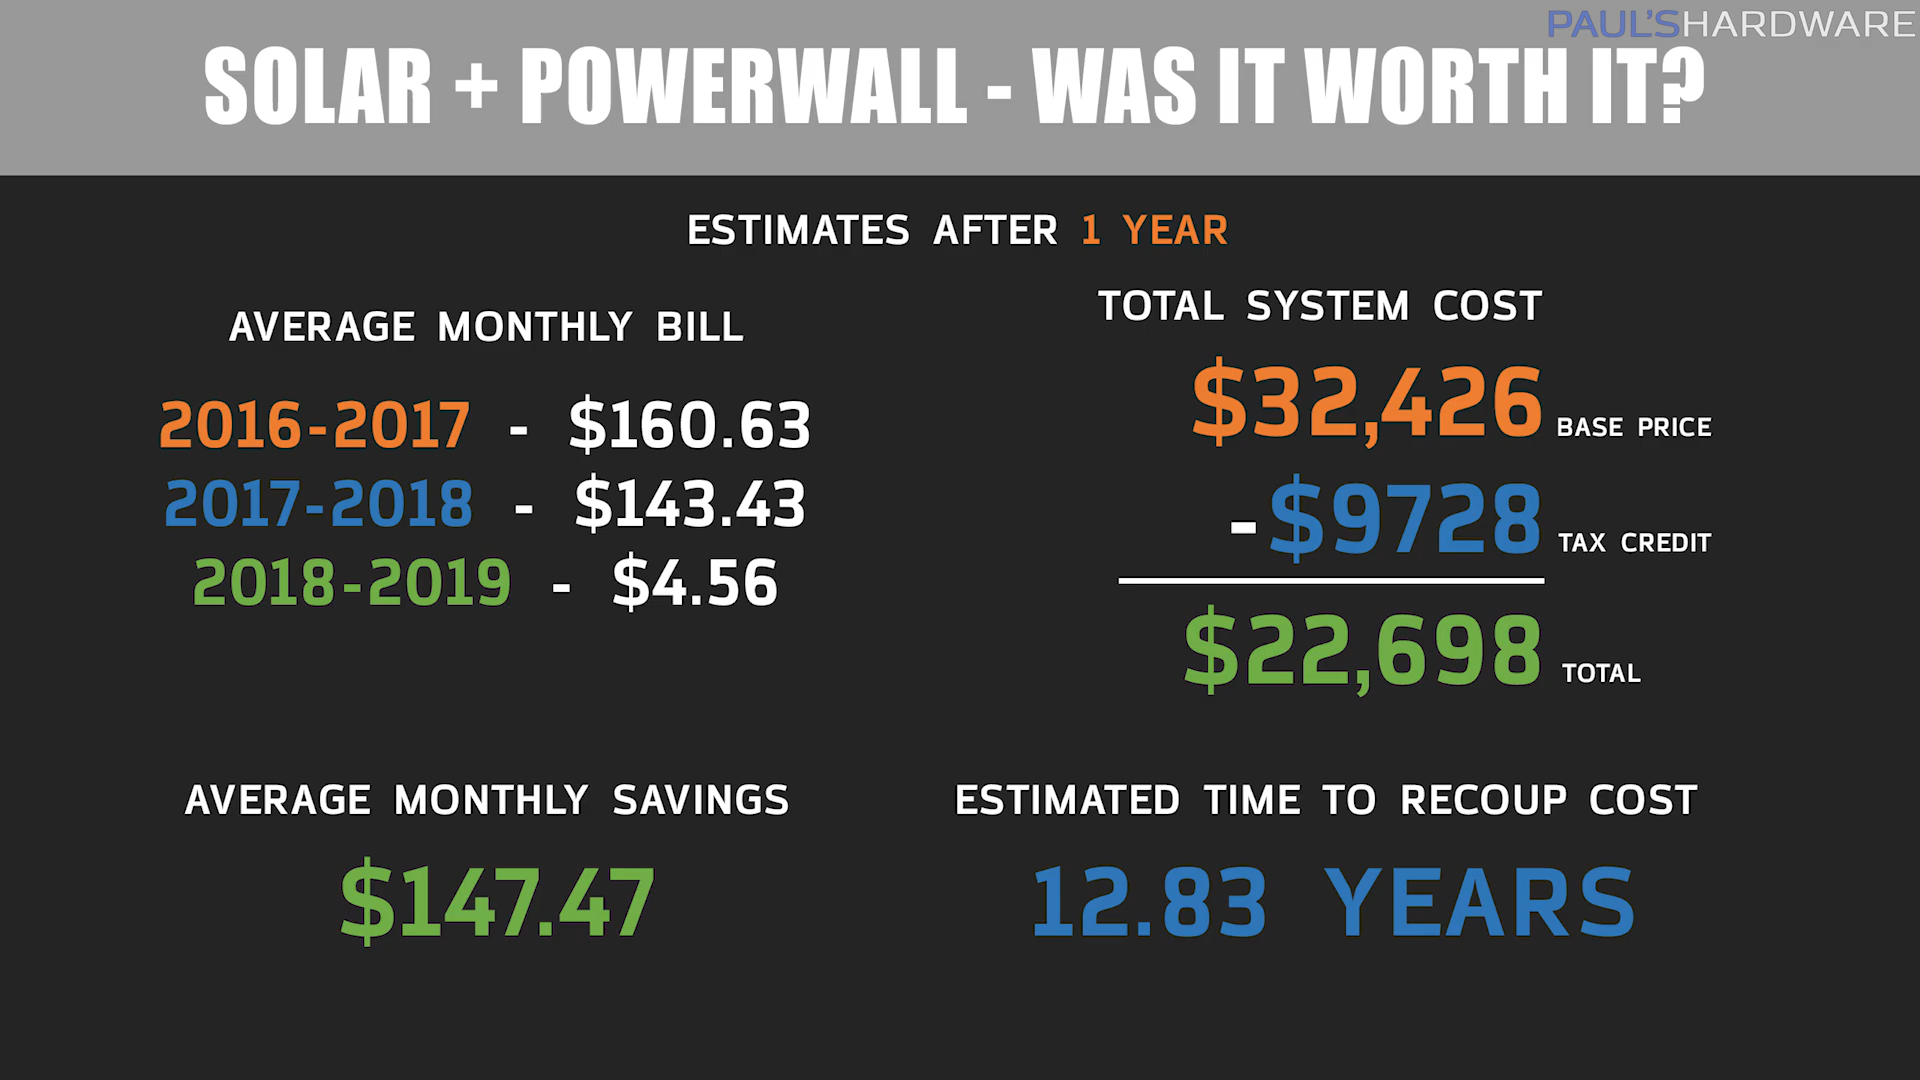 PAUL'SHARDWARE
SOLAR + POWERWALL - WAS IT WORTH IT?
ESTIMATES AFTER 1 YEAR
AVERAGE MONTHLY BILL
2016-2017 - $160.63
2017-2018 - $143.43
2018-2019 - $4.56
TOTAL SYSTEM COST
$32,426 BASE PRICE
-$9728 TAX CREDIT
$22,698 TOTAL
AVERAGE MONTHLY SAVINGS
$147.47
ESTIMATED TIME TO RECOUP COST
12.83 YEARS